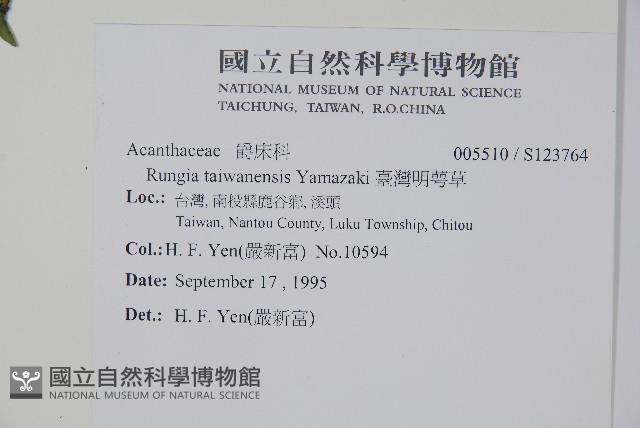 國立自然科學博物館
NATIONAL MUSEUM OF NATURAL SCIENCE
TAICHUNG, TAIWAN, R.O.CHINA
Acanthaceae 爵床科 005510 / S123764
Rungia taiwanensis Yamazaki 臺灣明萼草
Loc.: 台灣, 南投縣鹿谷鄉, 溪頭
Taiwan, Nantou County, Luku Township, Chitou
Col.: H. F. Yen(嚴新富) No.10594
Date: September 17 , 1995
Det.: H. F. Yen(嚴新富)
國立自然科學博物館
NATIONAL MUSEUM OF NATURAL SCIENCE